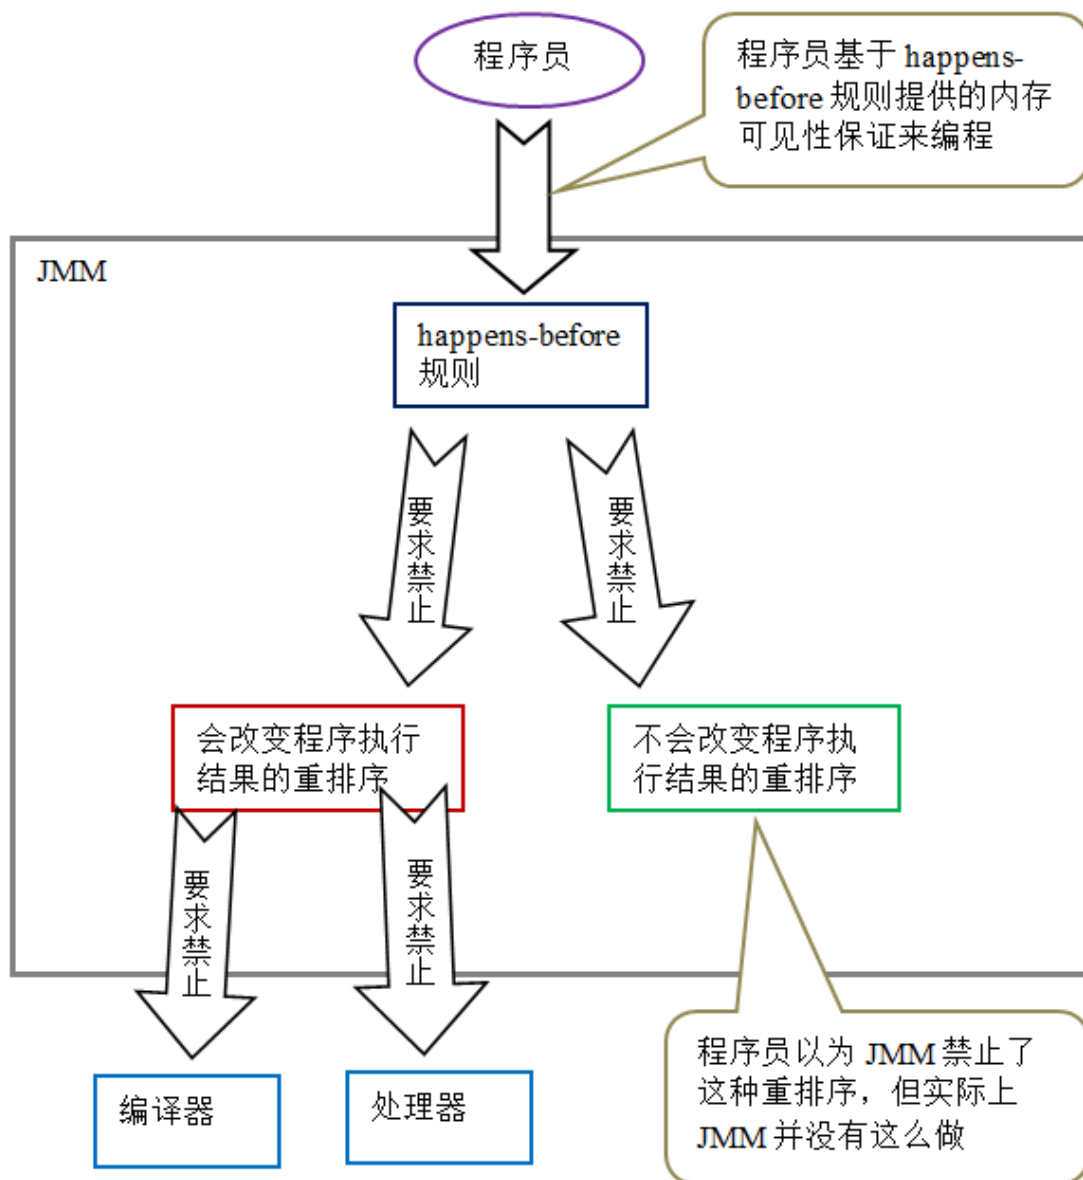 程序员
程序员基于 happens-
before 规则提供的内存
可见性保证来编程
JMM
happens-before
规则
要求禁止
要求禁止
会改变程序执行
结果的重排序
不会改变程序执
行结果的重排序
要求禁止
要求禁止
编译器
处理器
程序员以为 JMM 禁止了
这种重排序，但实际上
JMM 并没有这么做